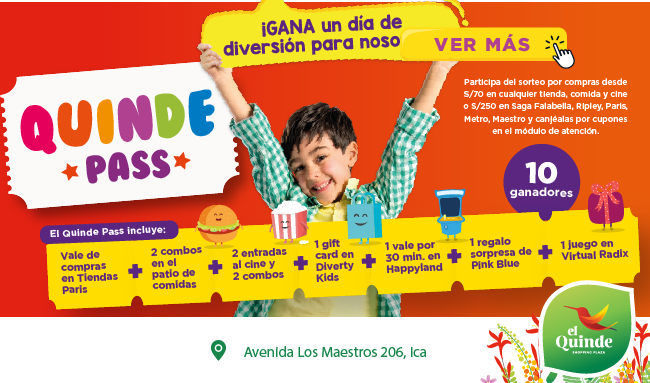 ¡GANA un día de
diversión para noso
VER MÁS
QUINDE
PASS
Participa del sorteo por compras desde
S/70 en cualquier tienda, comida y cine
o S/250 en Saga Falabella, Ripley, Paris,
Metro, Maestro y canjéalas por cupones
en el módulo de atención.
10
ganadores
El Quinde Pass incluye:
Vale de
compras
en Tiendas
Paris
+
2 combos
en el
patio de
comidas
+
2 entradas
al cine y
2 combos
+
1 gift
card en
Diverty
Kids
+
1 vale por
30 min. en
Happyland
+
1 regalo
sorpresa de
Pink Blue
+
1 juego en
Virtual Radix
el
Quinde
SHOPPING PLAZA
Avenida Los Maestros 206, Ica